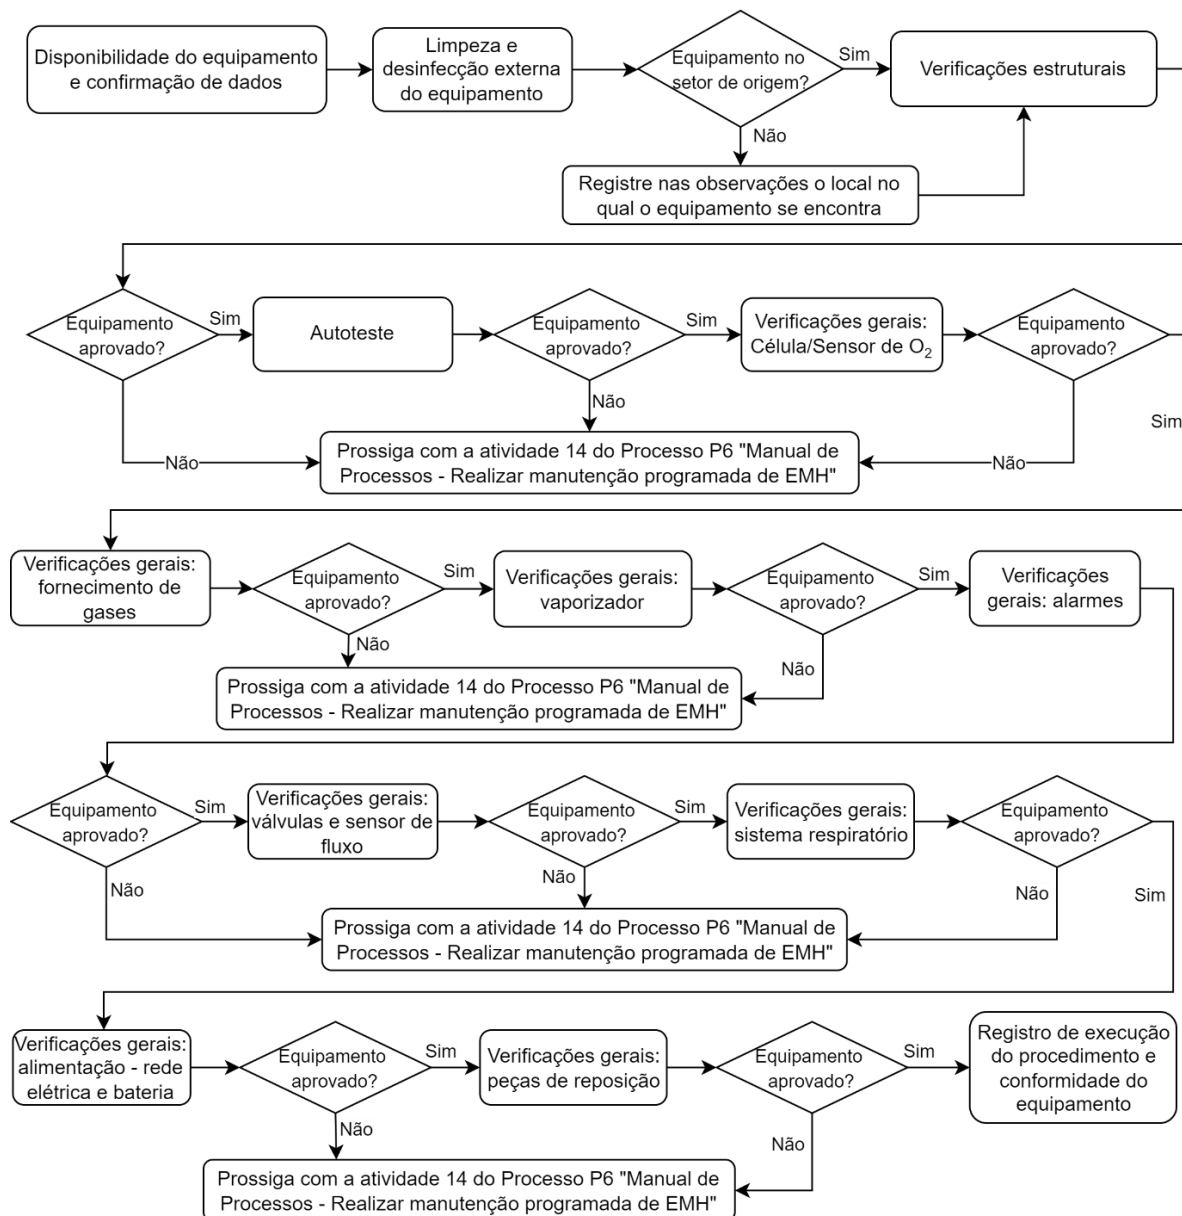 Disponibilidade do equipamento
e confirmação de dados
Limpeza e
desinfecção externa
do equipamento
Equipamento no
setor de origem?
Sim
Verificações estruturais
Não
Registre nas observações o local no
qual o equipamento se encontra
Equipamento
aprovado?
Sim
Autoteste
Equipamento
aprovado?
Sim
Verificações gerais:
Célula/Sensor de O₂
Equipamento
aprovado?
Não
Sim
Prossiga com a atividade 14 do Processo P6 "Manual de
Processos - Realizar manutenção programada de EMH"
Não
Não
Verificações gerais:
fornecimento de
gases
Equipamento
aprovado?
Sim
Verificações gerais:
vaporizador
Equipamento
aprovado?
Sim
Verificações
gerais: alarmes
Não
Não
Prossiga com a atividade 14 do Processo P6 "Manual de
Processos - Realizar manutenção programada de EMH"
Equipamento
aprovado?
Sim
Verificações gerais:
válvulas e sensor de
fluxo
Equipamento
aprovado?
Sim
Verificações gerais:
sistema respiratório
Equipamento
aprovado?
Não
Não
Não
Sim
Prossiga com a atividade 14 do Processo P6 "Manual de
Processos - Realizar manutenção programada de EMH"
Verificações gerais:
alimentação - rede
elétrica e bateria
Equipamento
aprovado?
Sim
Verificações gerais:
peças de reposição
Equipamento
aprovado?
Sim
Registro de execução
do procedimento e
conformidade do
equipamento
Não
Não
Prossiga com a atividade 14 do Processo P6 "Manual de
Processos - Realizar manutenção programada de EMH"